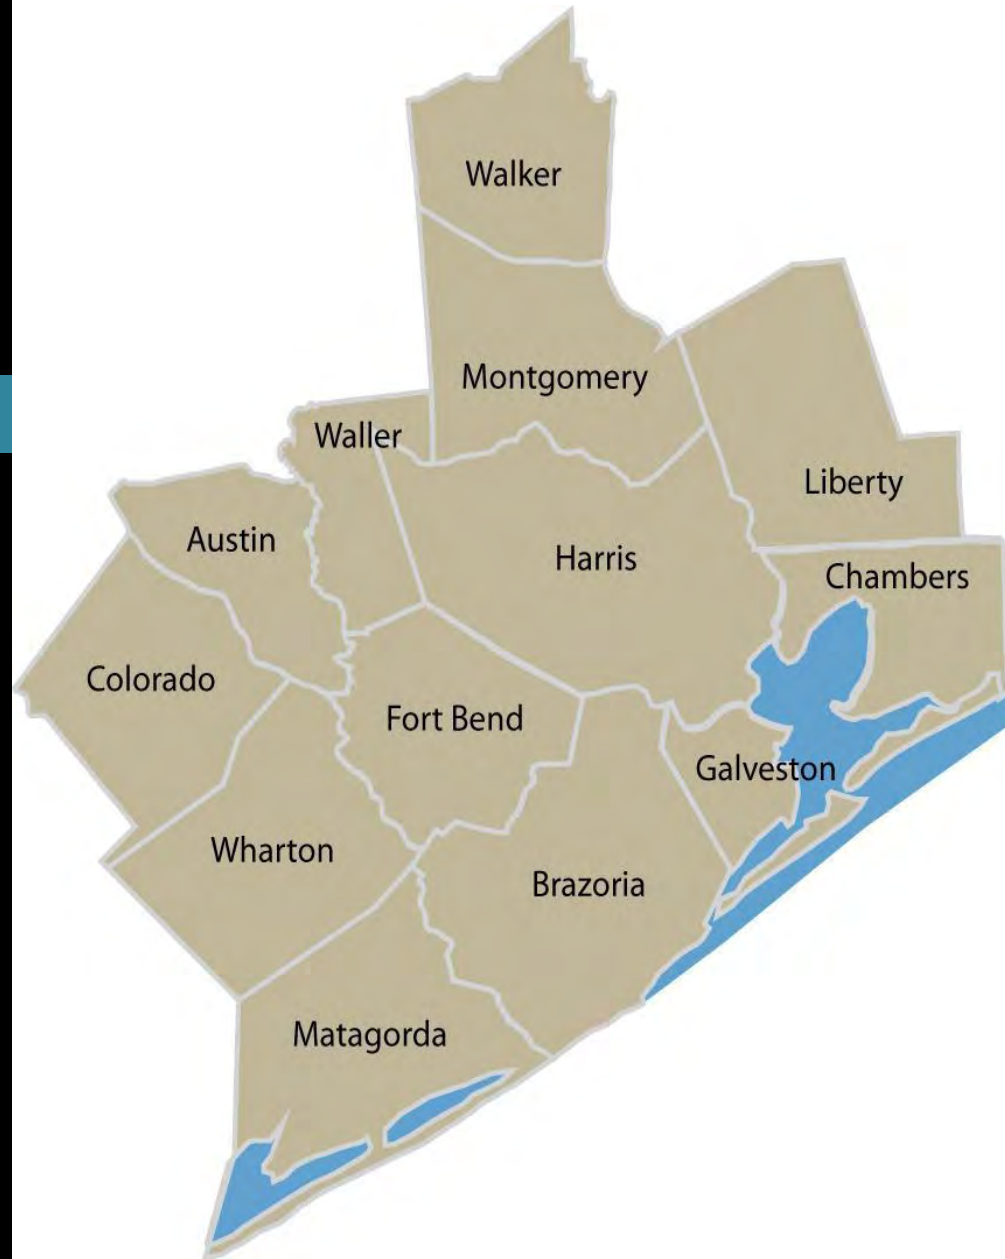 Walker
Montgomery
Waller
Liberty
Austin
Harris
Chambers
Colorado
Fort Bend
Galveston
Wharton
Brazoria
Matagorda